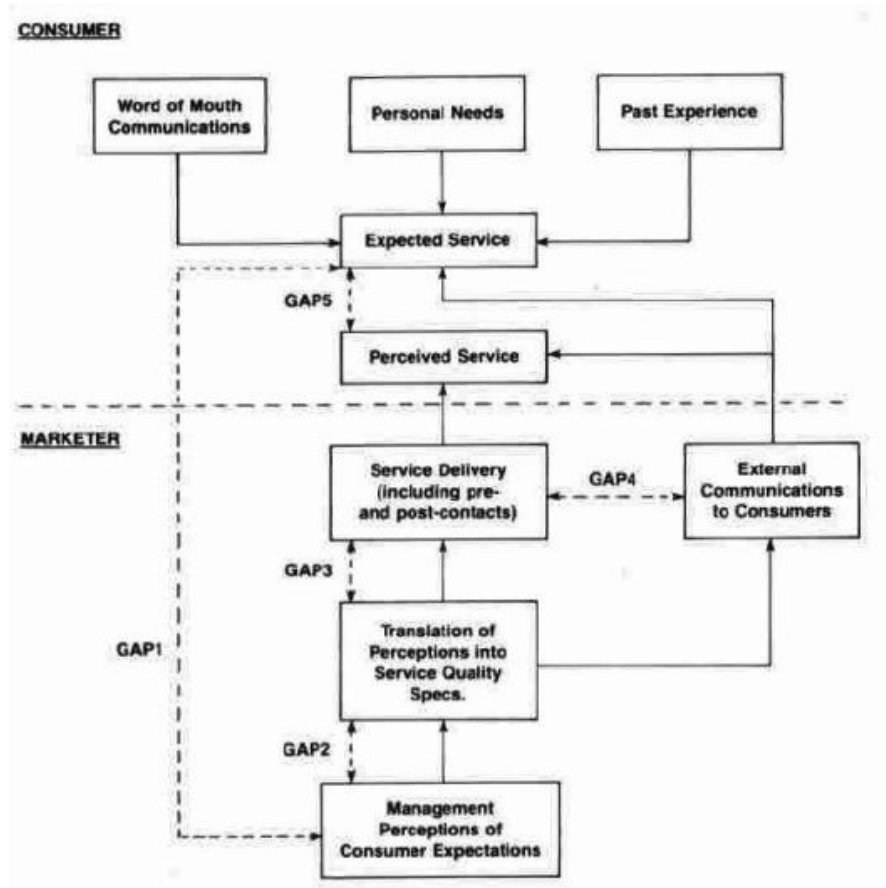 CONSUMER
Word of Mouth
Communications
Personal Needs
Past Experience
Expected Service
GAP5
Perceived Service
MARKETER
Service Delivery
(including pre-
and post-contacts)
GAP4
External
Communications
to Consumers
GAP3
GAP1
Translation of
Perceptions into
Service Quality
Specs.
GAP2
Management
Perceptions of
Consumer Expectations